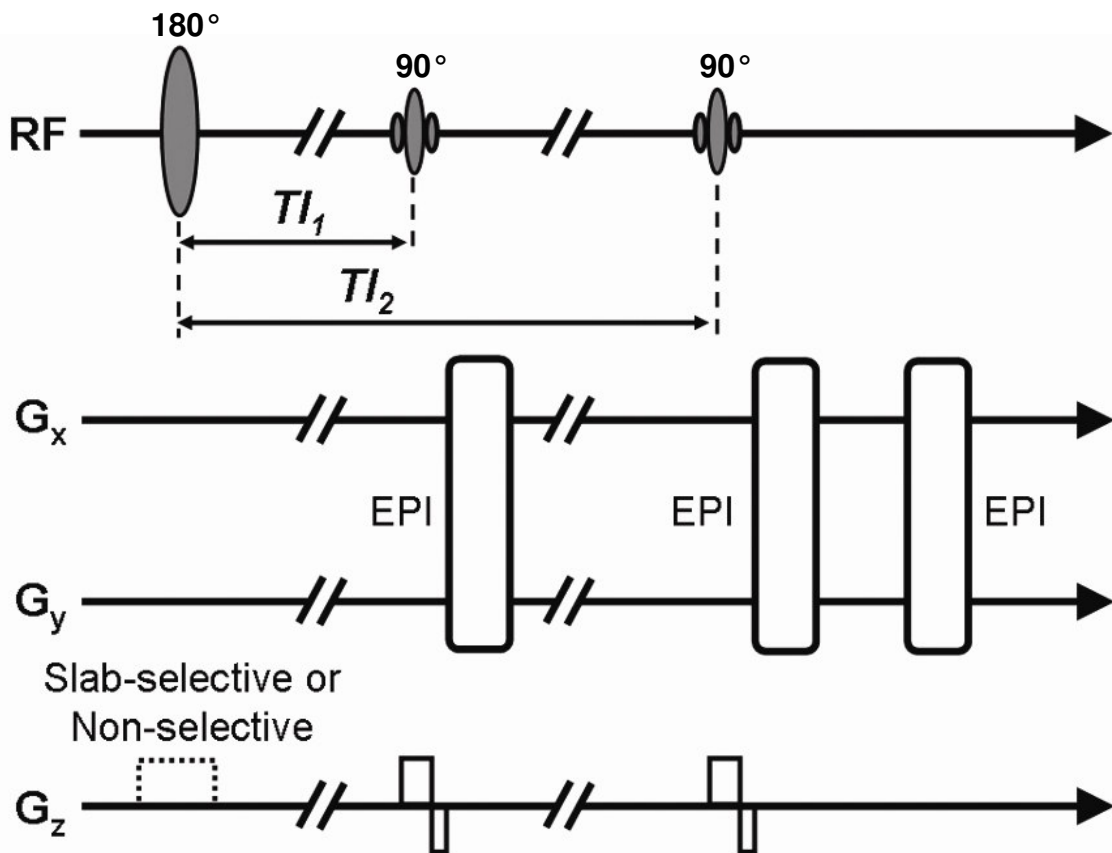 180°
90°
90°
RF
TI1
TI2
Gx
EPI
EPI
EPI
Gy
Slab-selective or
Non-selective
Gz